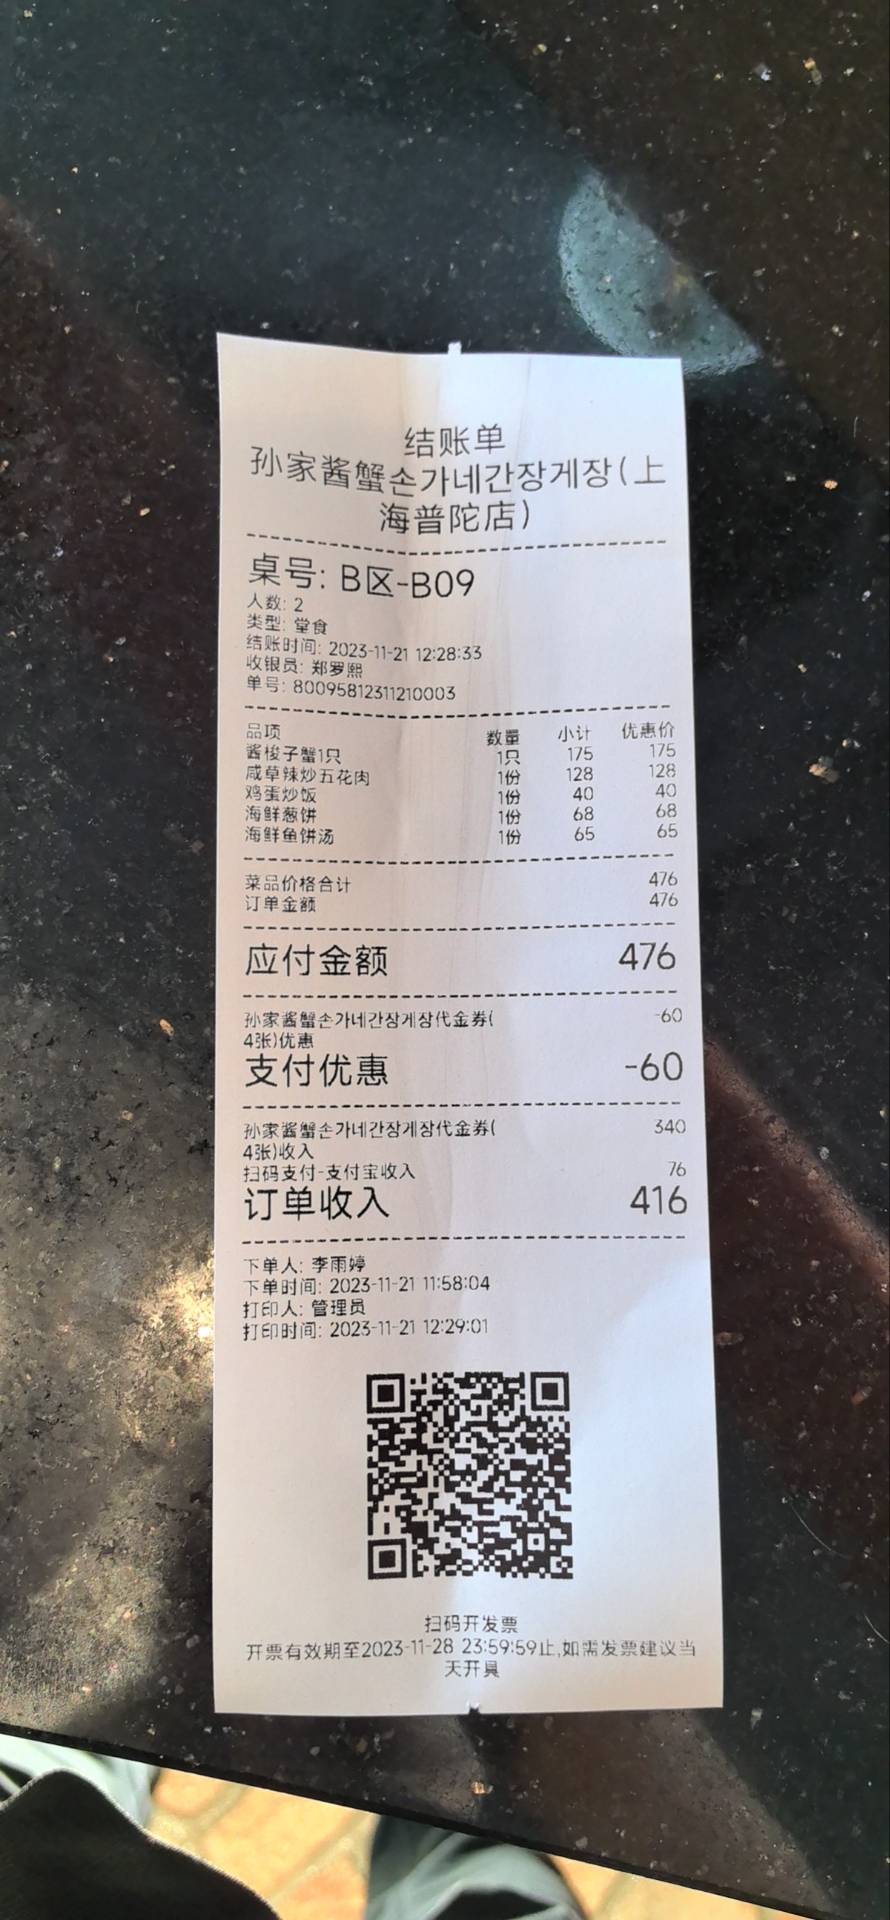 结账单
孙家酱蟹손가네간장게장(上
海普陀店)
桌号: B区-B09
人数: 2
类型: 堂食
结账时间: 2023-11-21 12:28:33
收银员: 郑罗熙
单号: 80095812311210003
品项 数量 小计 优惠价
酱梭子蟹1只 1只 175 175
咸草辣炒五花肉 1份 128 128
鸡蛋炒饭 1份 40 40
海鲜葱饼 1份 68 68
海鲜鱼饼汤 1份 65 65
菜品价格合计 476
订单金额 476
应付金额 476
孙家酱蟹손가네간장게장代金券( -60
4张)优惠
支付优惠 -60
孙家酱蟹손가네간장게장代金券( 340
4张)收入
扫码支付-支付宝收入 76
订单收入 416
下单人: 李雨婷
下单时间: 2023-11-21 11:58:04
打印人: 管理员
打印时间: 2023-11-21 12:29:01
扫码开发票
开票有效期至2023-11-28 23:59:59止,如需发票建议当
天开具